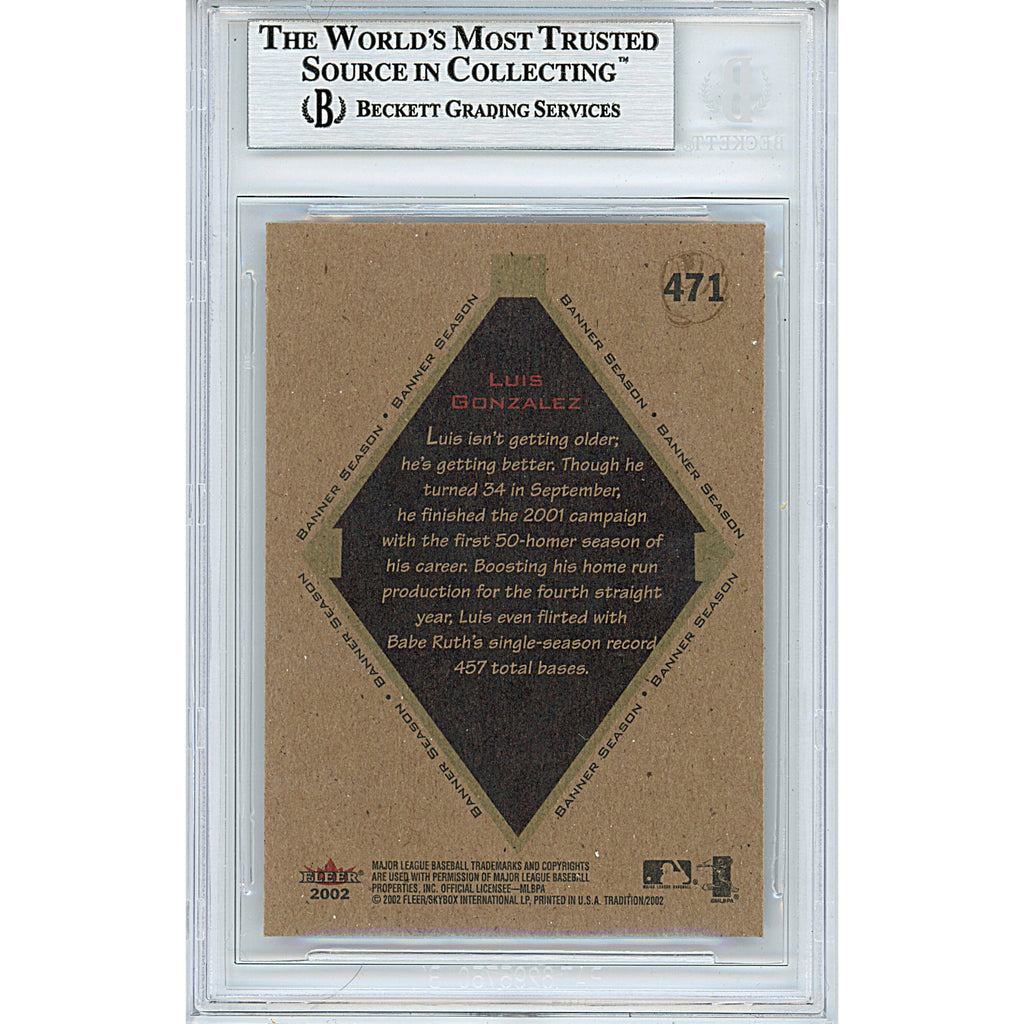 THE WORLD'S MOST TRUSTED
SOURCE IN COLLECTING™
B BECKETT GRADING SERVICES
BECKETT
471
BANNER SEASON • BANNER SEASON
BANNER SEASON • BANNER SEASON
LUIS
GONZALEZ
Luis isn't getting older;
he's getting better. Though he
turned 34 in September,
he finished the 2001 campaign
with the first 50-homer season of
his career. Boosting his home run
production for the fourth straight
year, Luis even flirted with
Babe Ruth's single-season record
457 total bases.
BANNER SEASON • BANNER SEASON
BANNER SEASON • BANNER SEASON
FLEER®
2002
MAJOR LEAGUE BASEBALL TRADEMARKS AND COPYRIGHTS
ARE USED WITH PERMISSION OF MAJOR LEAGUE BASEBALL
PROPERTIES, INC. OFFICIAL LICENSEE—MLBPA
© 2002 FLEER/SKYBOX INTERNATIONAL LP, PRINTED IN U.S.A. TRADITION/2002
MAJOR LEAGUE BASEBALL
©MLBPA